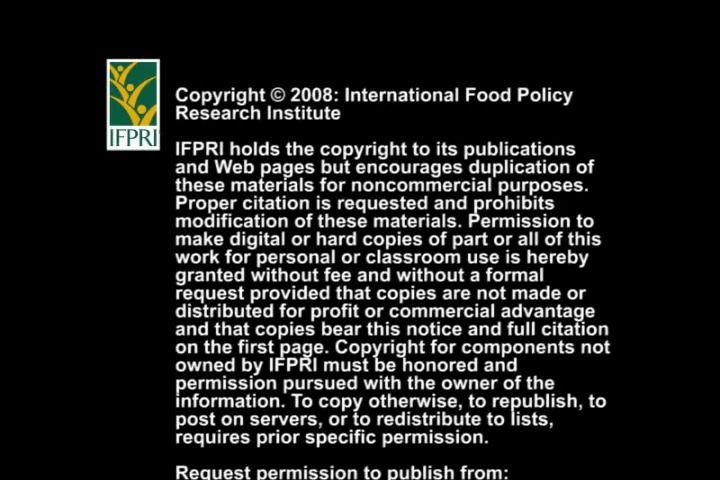 IFPRI
Copyright © 2008: International Food Policy
Research Institute
IFPRI holds the copyright to its publications
and Web pages but encourages duplication of
these materials for noncommercial purposes.
Proper citation is requested and prohibits
modification of these materials. Permission to
make digital or hard copies of part or all of this
work for personal or classroom use is hereby
granted without fee and without a formal
request provided that copies are not made or
distributed for profit or commercial advantage
and that copies bear this notice and full citation
on the first page. Copyright for components not
owned by IFPRI must be honored and
permission pursued with the owner of the
information. To copy otherwise, to republish, to
post on servers, or to redistribute to lists,
requires prior specific permission.
Request permission to publish from: